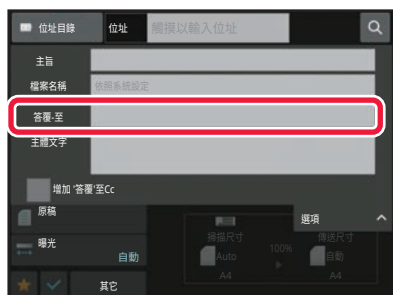 位址目錄
位址
觸摸以輸入位址
主旨
檔案名稱
依照系統設定
答覆-至
主體文字
增加 '答覆'至Cc
原稿
選項
掃描尺寸
傳送尺寸
曝光
自動
Auto
100%
自動
A4
A4
其它